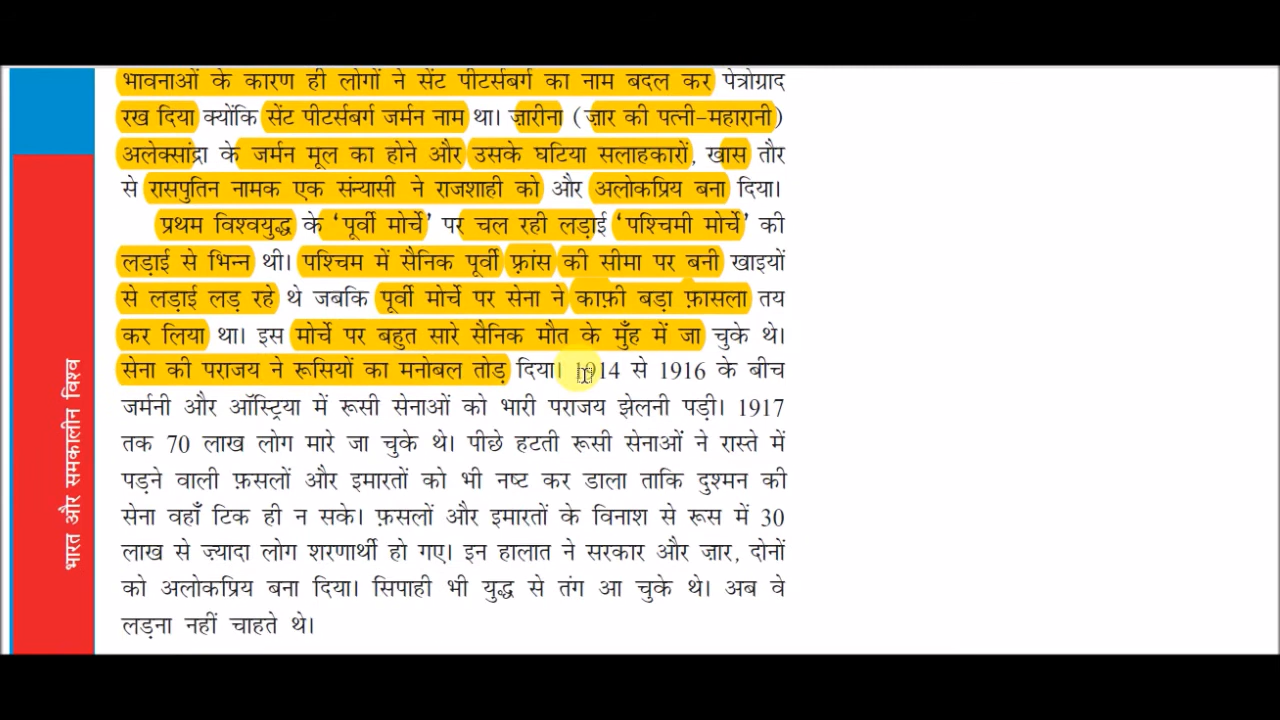 भावनाओं के कारण ही लोगों ने सेंट पीटर्सबर्ग का नाम बदल कर पेत्रोग्राद
रख दिया क्योंकि सेंट पीटर्सबर्ग जर्मन नाम था। ज़ारीना (ज़ार की पत्नी-महारानी)
अलेक्सांद्रा के जर्मन मूल का होने और उसके घटिया सलाहकारों, खास तौर
से रासपुतिन नामक एक संन्यासी ने राजशाही को और अलोकप्रिय बना दिया।
प्रथम विश्वयुद्ध के ‘पूर्वी मोर्चे’ पर चल रही लड़ाई ‘पश्चिमी मोर्चे’ की
लड़ाई से भिन्न थी। पश्चिम में सैनिक पूर्वी फ़्रांस की सीमा पर बनी खाइयों
से लड़ाई लड़ रहे थे जबकि पूर्वी मोर्चे पर सेना ने काफ़ी बड़ा फ़ासला तय
कर लिया था। इस मोर्चे पर बहुत सारे सैनिक मौत के मुँह में जा चुके थे।
सेना की पराजय ने रूसियों का मनोबल तोड़ दिया। 1914 से 1916 के बीच
जर्मनी और ऑस्ट्रिया में रूसी सेनाओं को भारी पराजय झेलनी पड़ी। 1917
तक 70 लाख लोग मारे जा चुके थे। पीछे हटती रूसी सेनाओं ने रास्ते में
पड़ने वाली फ़सलों और इमारतों को भी नष्ट कर डाला ताकि दुश्मन की
सेना वहाँ टिक ही न सके। फ़सलों और इमारतों के विनाश से रूस में 30
लाख से ज़्यादा लोग शरणार्थी हो गए। इन हालात ने सरकार और ज़ार, दोनों
को अलोकप्रिय बना दिया। सिपाही भी युद्ध से तंग आ चुके थे। अब वे
लड़ना नहीं चाहते थे।
भारत और समकालीन विश्व